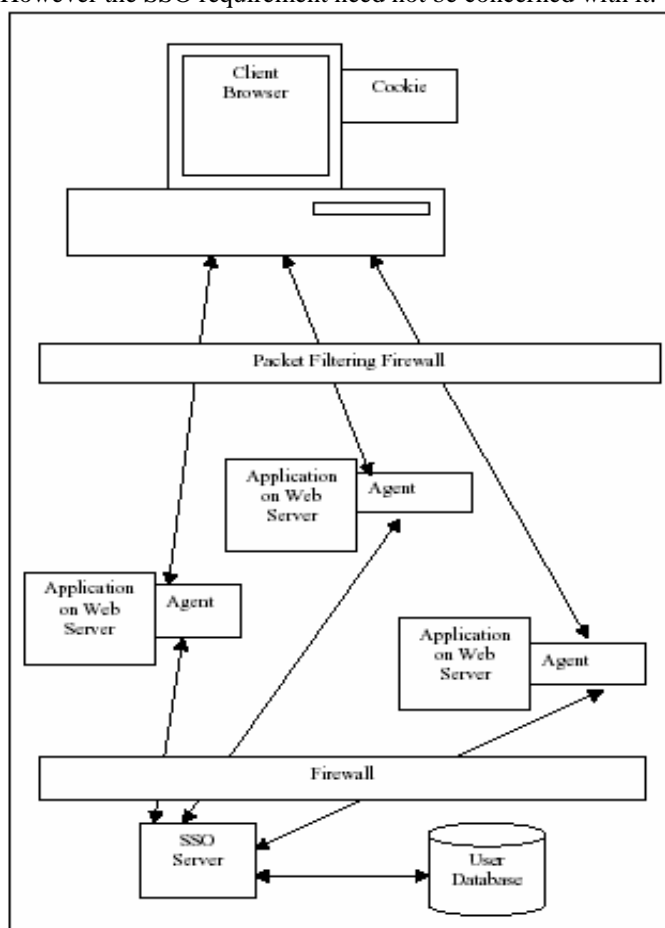 However the SSO requirement need not be concerned with it.
Client
Browser
Cookie
Packet Filtering Firewall
Application
on Web
Server
Agent
Application
on Web
Server
Agent
Application
on Web
Server
Agent
Firewall
SSO
Server
User
Database